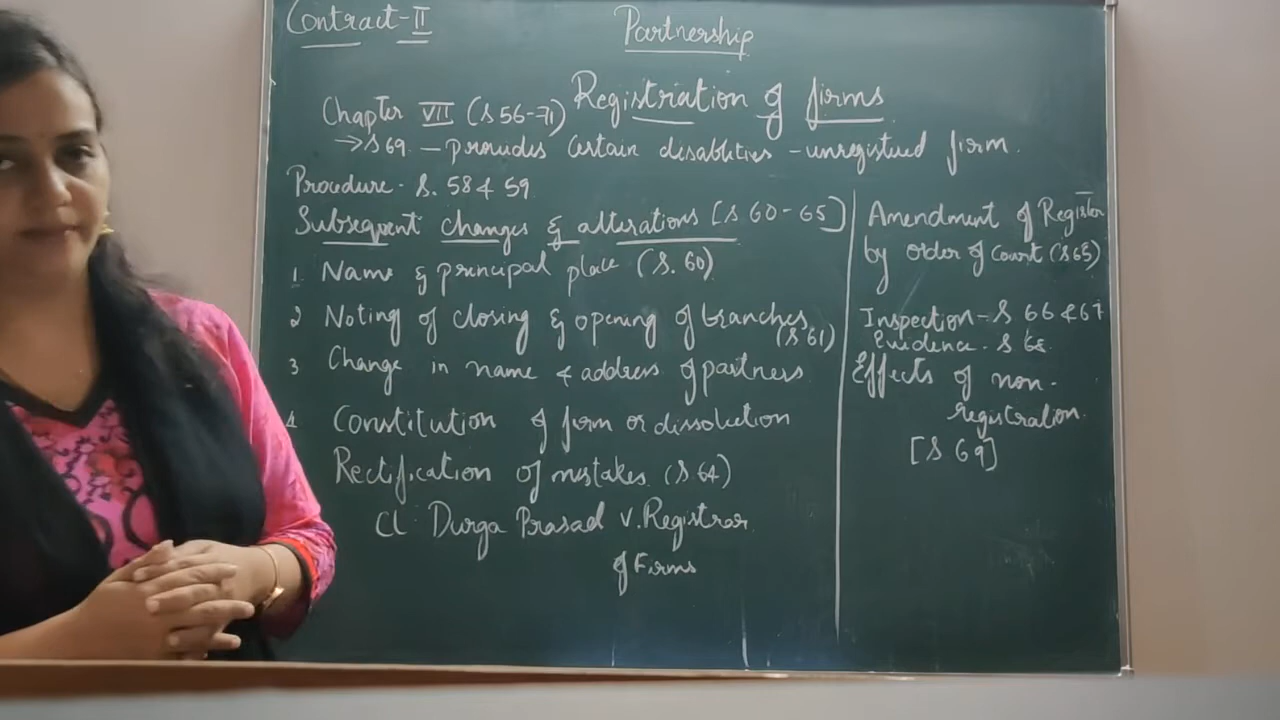 Contract-II
Partnership
Registriation of firms
Chapter VII (S 56-71)
→ S 69 - provides certain disablities - unregistered firm.
Procedure - S. 58 & 59
Subsequent changes & alterations [S 60-65]
1 Name & principal place (S. 60)
2 Noting of closing & opening of branches
(S 61)
3 Change in name & address of partners
4 Constitution of firm or dissolution
Rectification of mistakes (S 64)
Cl: Durga Prasad v. Registrar
of Firms
Amendment of Register
by order of Court (S 65)
Inspection - S 66 & 67
Evidence - S 68
Effects of non-
registration.
[S 69]